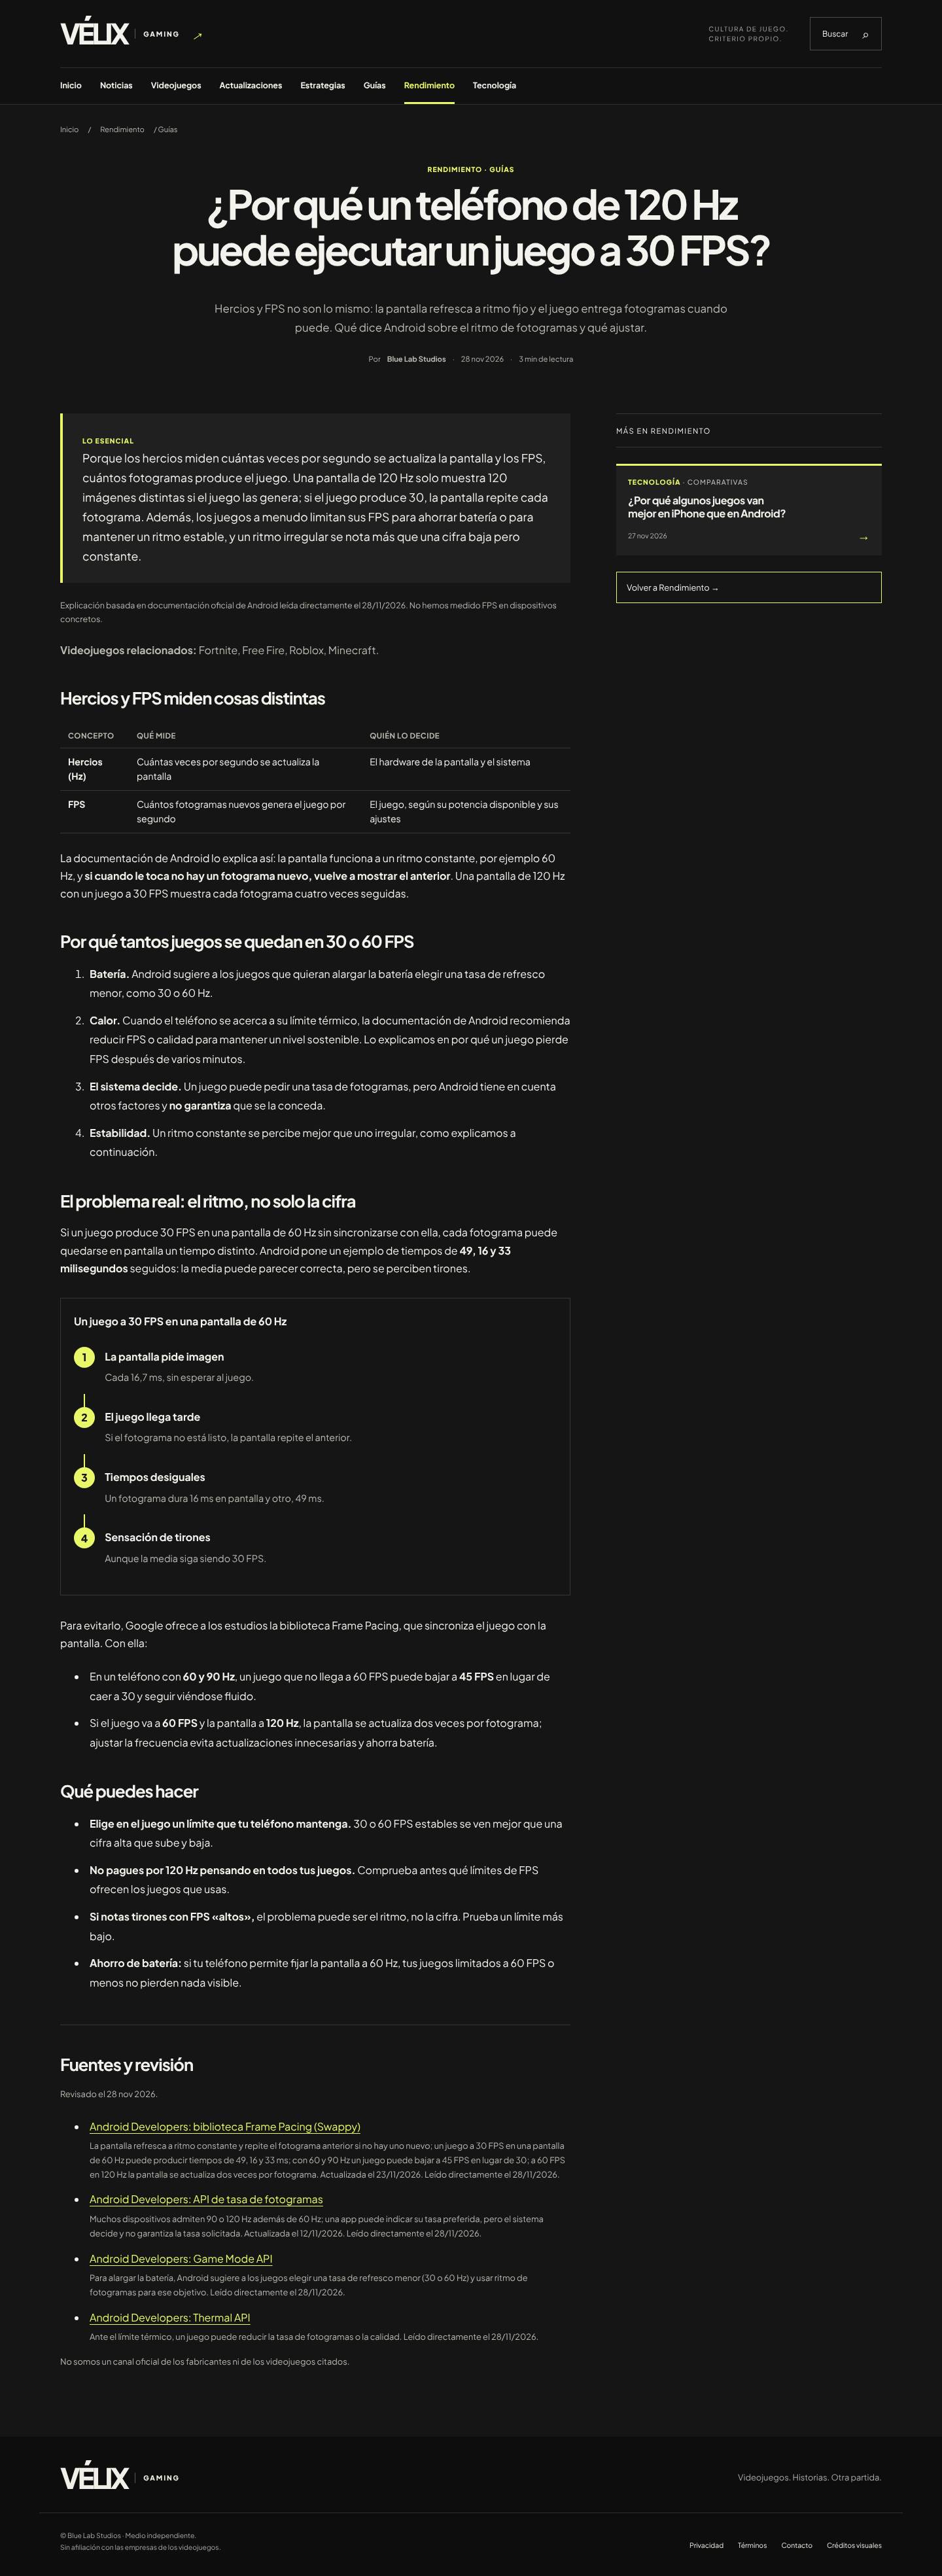 VÉLIX GAMING
CULTURA DE JUEGO.
CRITERIO PROPIO.
Buscar
Inicio Noticias Videojuegos Actualizaciones Estrategias Guías Rendimiento Tecnología
Inicio / Rendimiento / Guías
RENDIMIENTO · GUÍAS
¿Por qué un teléfono de 120 Hz
puede ejecutar un juego a 30 FPS?
Hercios y FPS no son lo mismo: la pantalla refresca a ritmo fijo y el juego entrega fotogramas cuando
puede. Qué dice Android sobre el ritmo de fotogramas y qué ajustar.
Por Blue Lab Studios · 28 nov 2026 · 3 min de lectura
LO ESENCIAL
Porque los hercios miden cuántas veces por segundo se actualiza la pantalla y los FPS,
cuántos fotogramas produce el juego. Una pantalla de 120 Hz solo muestra 120
imágenes distintas si el juego las genera; si el juego produce 30, la pantalla repite cada
fotograma. Además, los juegos a menudo limitan sus FPS para ahorrar batería o para
mantener un ritmo estable, y un ritmo irregular se nota más que una cifra baja pero
constante.
Explicación basada en documentación oficial de Android leída directamente el 28/11/2026. No hemos medido FPS en dispositivos
concretos.
Videojuegos relacionados: Fortnite, Free Fire, Roblox, Minecraft.
Hercios y FPS miden cosas distintas
CONCEPTO QUÉ MIDE QUIÉN LO DECIDE
Hercios (Hz) Cuántas veces por segundo se actualiza la pantalla El hardware de la pantalla y el sistema
FPS Cuántos fotogramas nuevos genera el juego por segundo El juego, según su potencia disponible y sus ajustes
La documentación de Android lo explica así: la pantalla funciona a un ritmo constante, por ejemplo 60
Hz, y si cuando le toca no hay un fotograma nuevo, vuelve a mostrar el anterior. Una pantalla de 120 Hz
con un juego a 30 FPS muestra cada fotograma cuatro veces seguidas.
Por qué tantos juegos se quedan en 30 o 60 FPS
1. Batería. Android sugiere a los juegos que quieran alargar la batería elegir una tasa de refresco
menor, como 30 o 60 Hz.
2. Calor. Cuando el teléfono se acerca a su límite térmico, la documentación de Android recomienda
reducir FPS o calidad para mantener un nivel sostenible. Lo explicamos en por qué un juego pierde
FPS después de varios minutos.
3. El sistema decide. Un juego puede pedir una tasa de fotogramas, pero Android tiene en cuenta
otros factores y no garantiza que se la conceda.
4. Estabilidad. Un ritmo constante se percibe mejor que uno irregular, como explicamos a
continuación.
El problema real: el ritmo, no solo la cifra
Si un juego produce 30 FPS en una pantalla de 60 Hz sin sincronizarse con ella, cada fotograma puede
quedarse en pantalla un tiempo distinto. Android pone un ejemplo de tiempos de 49, 16 y 33
milisegundos seguidos: la media puede parecer correcta, pero se perciben tirones.
Un juego a 30 FPS en una pantalla de 60 Hz
1 La pantalla pide imagen
Cada 16,7 ms, sin esperar al juego.
2 El juego llega tarde
Si el fotograma no está listo, la pantalla repite el anterior.
3 Tiempos desiguales
Un fotograma dura 16 ms en pantalla y otro, 49 ms.
4 Sensación de tirones
Aunque la media siga siendo 30 FPS.
Para evitarlo, Google ofrece a los estudios la biblioteca Frame Pacing, que sincroniza el juego con la
pantalla. Con ella:
En un teléfono con 60 y 90 Hz, un juego que no llega a 60 FPS puede bajar a 45 FPS en lugar de
caer a 30 y seguir viéndose fluido.
Si el juego va a 60 FPS y la pantalla a 120 Hz, la pantalla se actualiza dos veces por fotograma;
ajustar la frecuencia evita actualizaciones innecesarias y ahorra batería.
Qué puedes hacer
Elige en el juego un límite que tu teléfono mantenga. 30 o 60 FPS estables se ven mejor que una
cifra alta que sube y baja.
No pagues por 120 Hz pensando en todos tus juegos. Comprueba antes qué límites de FPS
ofrecen los juegos que usas.
Si notas tirones con FPS «altos», el problema puede ser el ritmo, no la cifra. Prueba un límite más
bajo.
Ahorro de batería: si tu teléfono permite fijar la pantalla a 60 Hz, tus juegos limitados a 60 FPS o
menos no pierden nada visible.
Fuentes y revisión
Revisado el 28 nov 2026.
Android Developers: biblioteca Frame Pacing (Swappy)
La pantalla refresca a ritmo constante y repite el fotograma anterior si no hay uno nuevo; un juego a 30 FPS en una pantalla
de 60 Hz puede producir tiempos de 49, 16 y 33 ms; con 60 y 90 Hz un juego puede bajar a 45 FPS en lugar de 30; a 60 FPS
en 120 Hz la pantalla se actualiza dos veces por fotograma. Actualizada el 23/11/2026. Leído directamente el 28/11/2026.
Android Developers: API de tasa de fotogramas
Muchos dispositivos admiten 90 o 120 Hz además de 60 Hz; una app puede indicar su tasa preferida, pero el sistema
decide y no garantiza la tasa solicitada. Actualizada el 12/11/2026. Leído directamente el 28/11/2026.
Android Developers: Game Mode API
Para alargar la batería, Android sugiere a los juegos elegir una tasa de refresco menor (30 o 60 Hz) y usar ritmo de
fotogramas para ese objetivo. Leído directamente el 28/11/2026.
Android Developers: Thermal API
Ante el límite térmico, un juego puede reducir la tasa de fotogramas o la calidad. Leído directamente el 28/11/2026.
No somos un canal oficial de los fabricantes ni de los videojuegos citados.
MÁS EN RENDIMIENTO
TECNOLOGÍA · COMPARATIVAS
¿Por qué algunos juegos van
mejor en iPhone que en Android?
27 nov 2026 →
Volver a Rendimiento →
VÉLIX GAMING
Videojuegos. Historias. Otra partida.
© Blue Lab Studios · Medio independiente.
Sin afiliación con las empresas de los videojuegos.
Privacidad Términos Contacto Créditos visuales